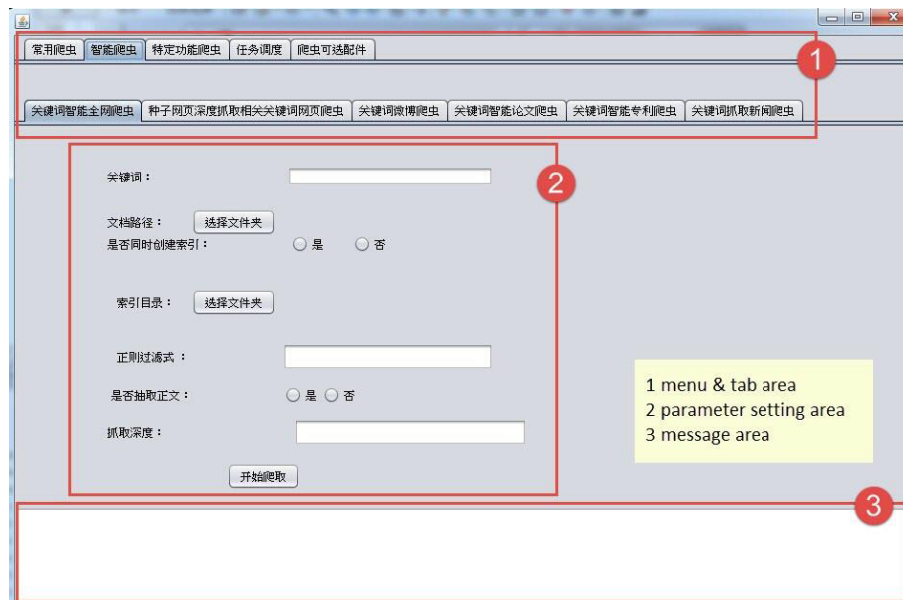 常用爬虫 智能爬虫 特定功能爬虫 任务调度 爬虫可选配件
1
关键词智能全网爬虫 种子网页深度抓取相关关键词网页爬虫 关键词微博爬虫 关键词智能论文爬虫 关键词智能专利爬虫 关键词抓取新闻爬虫
关键词：
2
文档路径： 选择文件夹
是否同时创建索引： 是 否
索引目录： 选择文件夹
正则过滤式：
是否抽取正文： 是 否
抓取深度：
开始爬取
1 menu & tab area
2 parameter setting area
3 message area
3